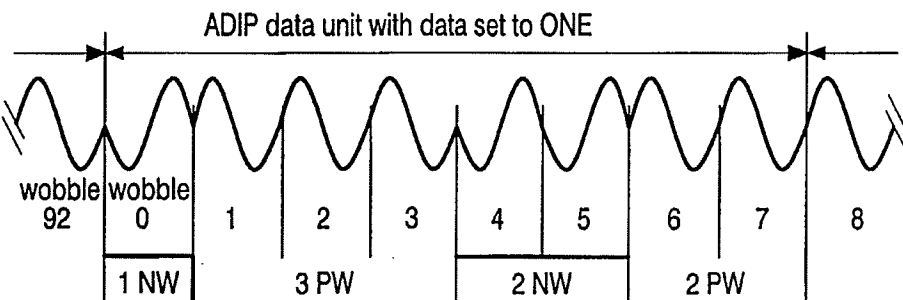 ADIP data unit with data set to ONE
wobble wobble
92 0 1 2 3 4 5 6 7 8
1 NW 3 PW 2 NW 2 PW